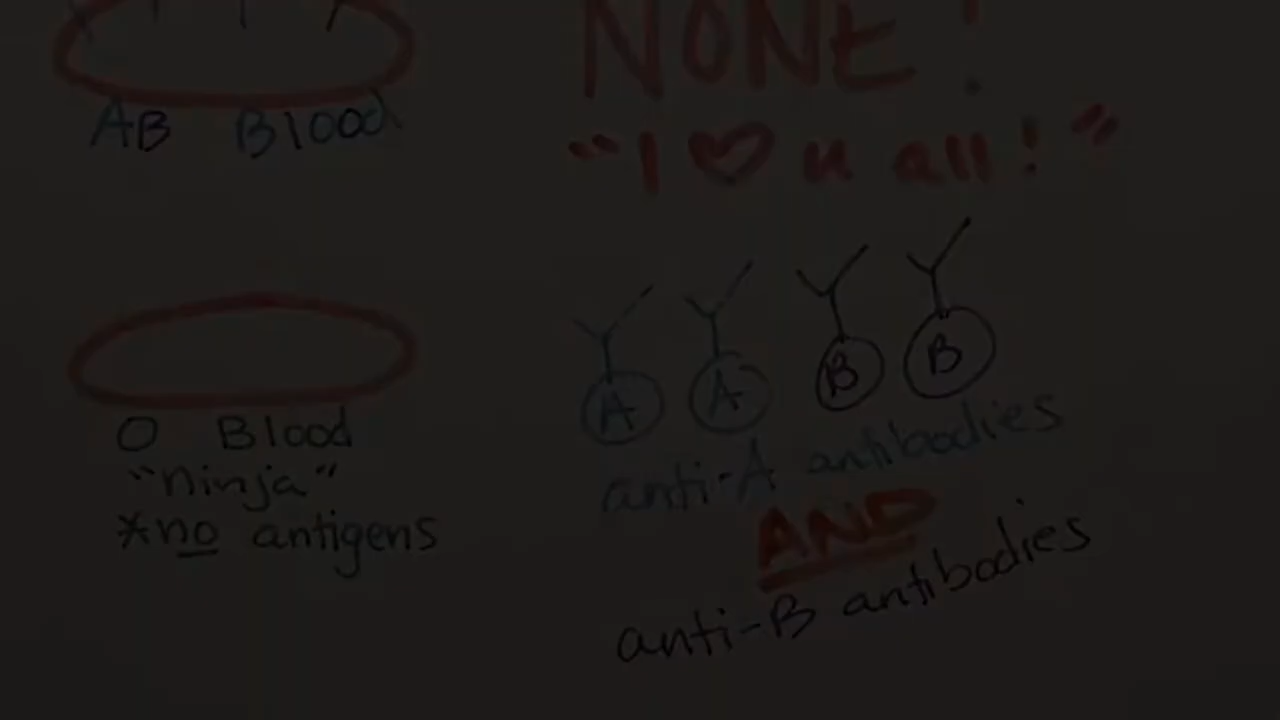 NONE!
AB Blood
"I ♡ u all!"
A A B B
O Blood
"ninja"
*no antigens
anti-A antibodies
AND
anti-B antibodies